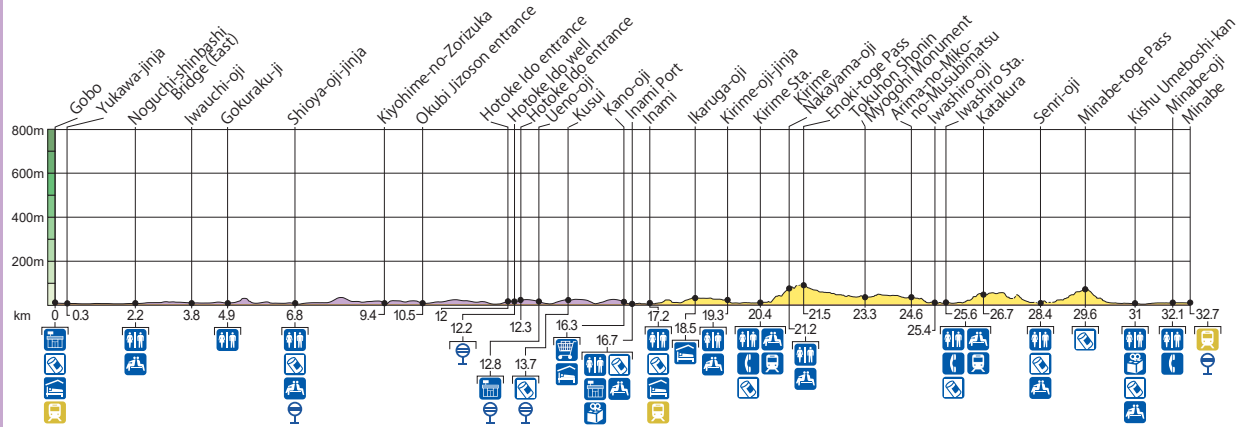 Gobo
Yukawa-jinja
Noguchi-shinbashi
Bridge (East)
Iwauchi-oji
Gokuraku-ji
Shioya-oji-jinja
Kiyohime-no-Zorizuka
Okubi Jizoson entrance
Hotoke Ido entrance
Hotoke Ido well
Hotoke Ido entrance
Ueno-oji
Kusui
Kano-oji
Inami Port
Inami
Ikaruga-oji
Kirime-oji-jinja
Kirime Sta.
Kirime
Nakayama-oji
Enoki-toge Pass
Tokuhon Shonin
Myogori Monument
Arima-no-Miko-
no-Musubimatsu
Iwashiro-oji
Iwashiro Sta.
Katakura
Senri-oji
Minabe-toge Pass
Kishu Umeboshi-kan
Minabe-oji
Minabe
800m
600m
400m
200m
km 0 0.3 2.2 3.8 4.9 6.8 9.4 10.5 12 12.3 16.3 17.2 19.3 20.4 21.5 23.3 24.6 25.6 26.7 28.4 29.6 31 32.1 32.7
12.2 16.7 18.5 21.2 25.4
12.8 13.7